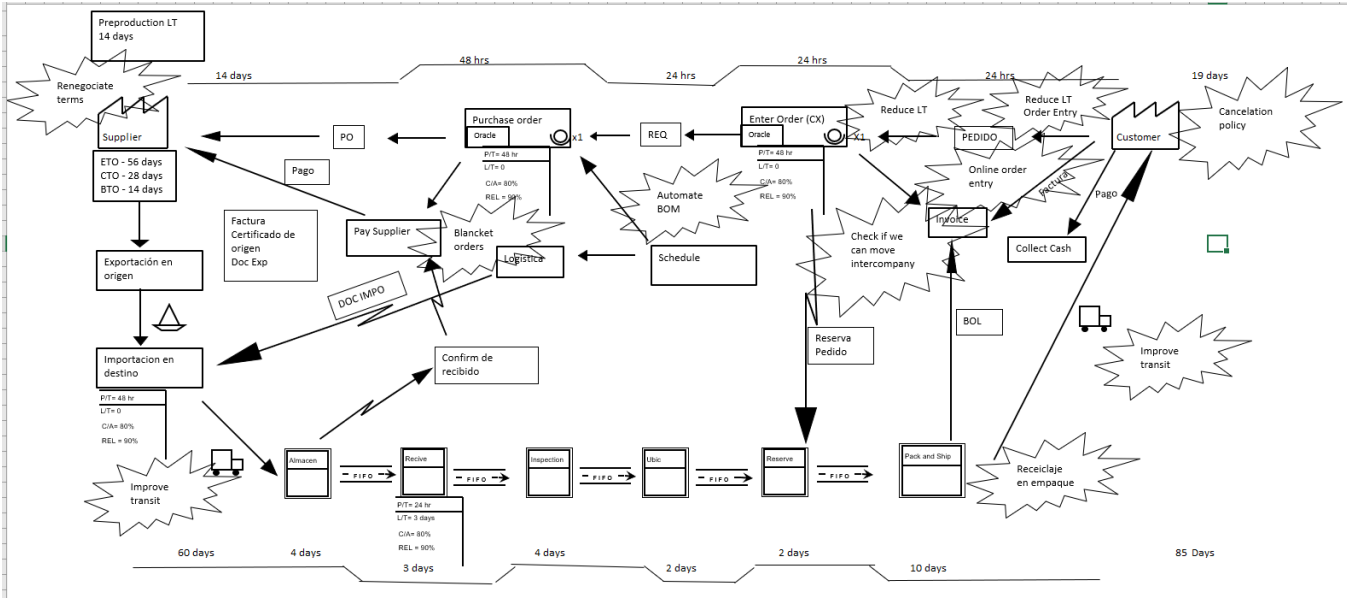 Preproduction LT
14 days
Renegociate
terms
14 days
48 hrs
24 hrs
24 hrs
24 hrs
19 days
Supplier
ETO - 56 days
CTO - 28 days
BTO - 14 days
PO
Pago
Purchase order
Oracle
x1
P/T= 48 hr
L/T= 0
C/A= 80%
REL = 90%
REQ
Enter Order (CX)
Oracle
x1
P/T= 48 hr
L/T= 0
C/A= 80%
REL = 90%
Reduce LT
Reduce LT
Order Entry
PEDIDO
Customer
Cancelation
policy
Online order
entry
Factura
Pago
Automate
BOM
Factura
Certificado de
origen
Doc Exp
Pay Supplier
Blancket
orders
Logistica
Schedule
Check if we
can move
intercompany
Invoice
Collect Cash
Exportación en
origen
DOC IMPO
Importacion en
destino
P/T= 48 hr
L/T= 0
C/A= 80%
REL = 90%
Confirm de
recibido
Reserva
Pedido
BOL
Improve
transit
Improve
transit
Almacen
FIFO
Recive
FIFO
Inspection
FIFO
Ubic
FIFO
Reserve
FIFO
Pack and Ship
Receiclaje
en empaque
P/T= 24 hr
L/T= 3 days
C/A= 80%
REL = 90%
60 days
4 days
3 days
4 days
2 days
2 days
10 days
85 Days